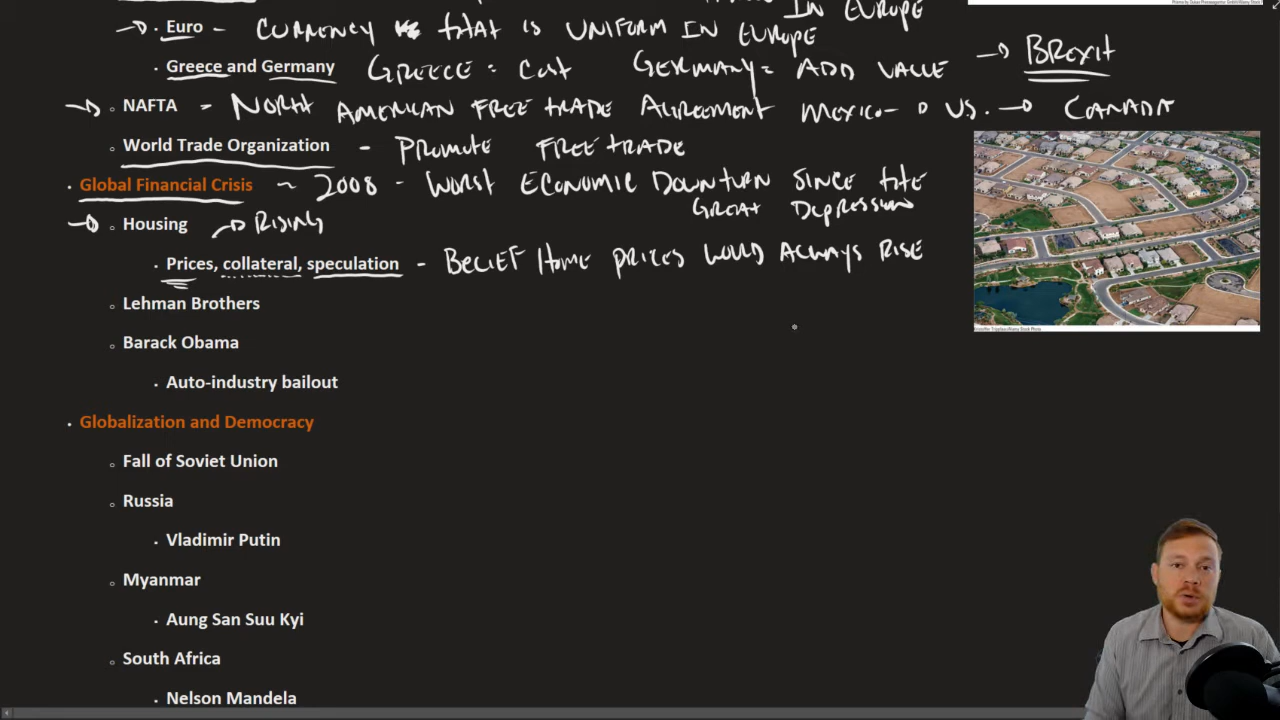 IN EUROPE
Euro – CURRENCY that IS UNIFORM IN EUROPE
Greece and Germany GREECE = Cost GERMANY = ADD VALUE → BREXIT
NAFTA – NORTH AMERICAN FREE TRADE AGREEMENT MEXICO → U.S. → CANADA
World Trade Organization – PROMOTE FREE TRADE
Global Financial Crisis ~ 2008 – WORST ECONOMIC DOWNTURN SINCE THE
GREAT DEPRESSION
Housing → RISING
Prices, collateral, speculation – BELIEF HOME PRICES WOULD ALWAYS RISE
Lehman Brothers
Barack Obama
Auto-industry bailout
Globalization and Democracy
Fall of Soviet Union
Russia
Vladimir Putin
Myanmar
Aung San Suu Kyi
South Africa
Nelson Mandela